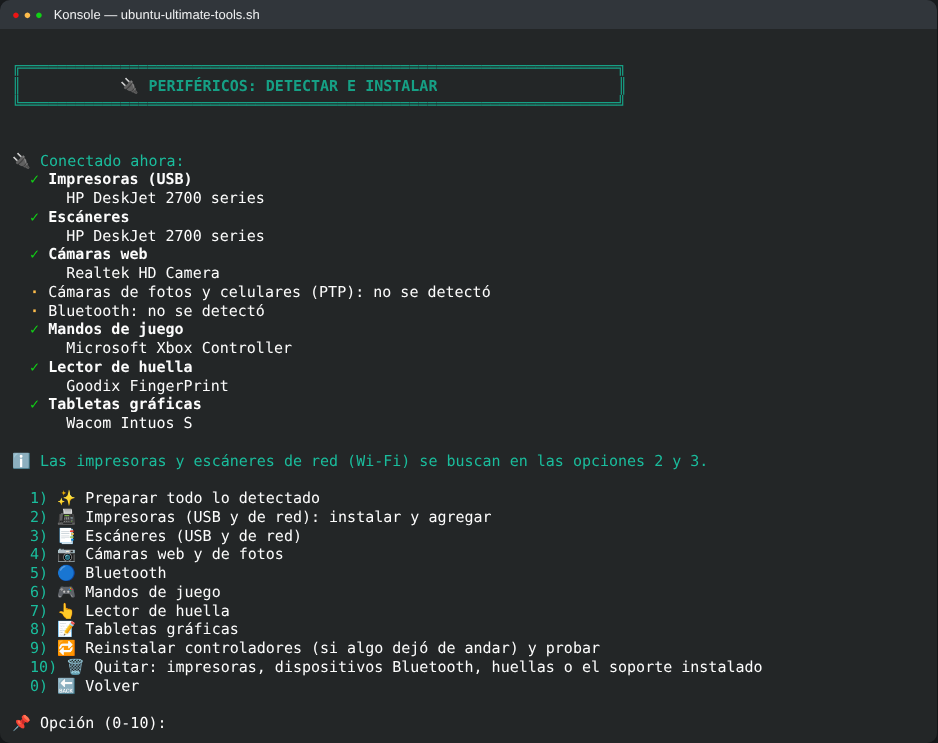 Konsole — ubuntu-ultimate-tools.sh
🔌 PERIFÉRICOS: DETECTAR E INSTALAR
🔌 Conectado ahora:
✓ Impresoras (USB)
HP DeskJet 2700 series
✓ Escáneres
HP DeskJet 2700 series
✓ Cámaras web
Realtek HD Camera
· Cámaras de fotos y celulares (PTP): no se detectó
· Bluetooth: no se detectó
✓ Mandos de juego
Microsoft Xbox Controller
✓ Lector de huella
Goodix FingerPrint
✓ Tabletas gráficas
Wacom Intuos S
ℹ️ Las impresoras y escáneres de red (Wi-Fi) se buscan en las opciones 2 y 3.
1) ✨ Preparar todo lo detectado
2) 📠 Impresoras (USB y de red): instalar y agregar
3) 📑 Escáneres (USB y de red)
4) 📷 Cámaras web y de fotos
5) 🔵 Bluetooth
6) 🎮 Mandos de juego
7) 👆 Lector de huella
8) 📝 Tabletas gráficas
9) 🔁 Reinstalar controladores (si algo dejó de andar) y probar
10) 🗑️ Quitar: impresoras, dispositivos Bluetooth, huellas o el soporte instalado
0) 🔙 Volver
📌 Opción (0-10):